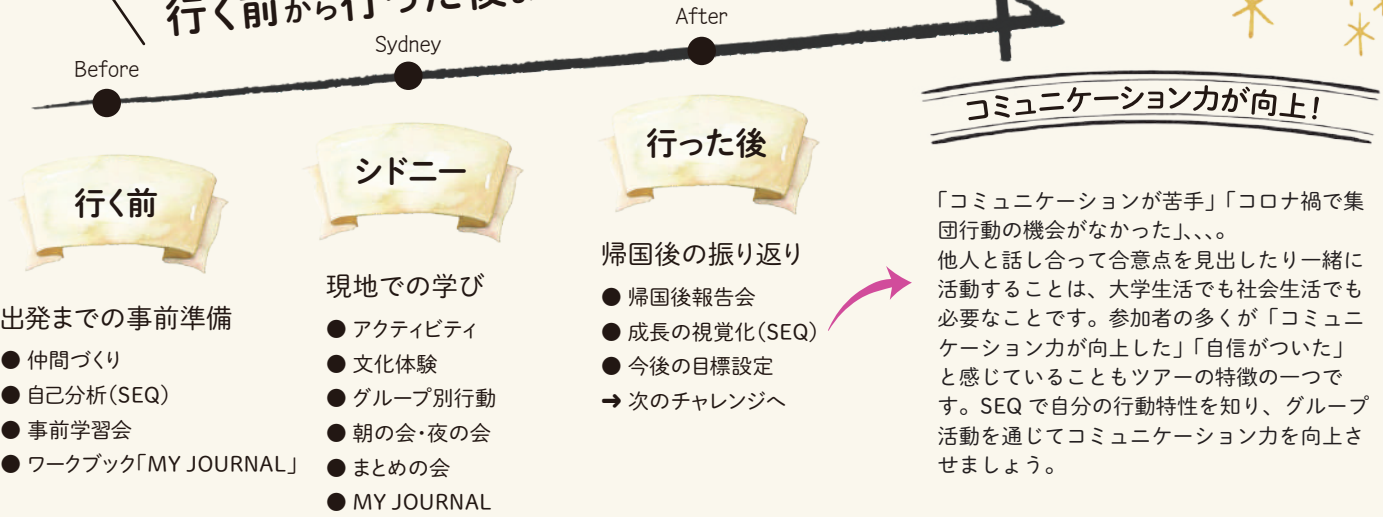 行く前から行った後
Before
Sydney
After
行く前
出発までの事前準備
● 仲間づくり
● 自己分析(SEQ)
● 事前学習会
● ワークブック「MY JOURNAL」
シドニー
現地での学び
● アクティビティ
● 文化体験
● グループ別行動
● 朝の会・夜の会
● まとめの会
● MY JOURNAL
行った後
帰国後の振り返り
● 帰国後報告会
● 成長の視覚化(SEQ)
● 今後の目標設定
➜ 次のチャレンジへ
コミュニケーション力が向上!
「コミュニケーションが苦手」「コロナ禍で集
団行動の機会がなかった」、、、。
他人と話し合って合意点を見出したり一緒に
活動することは、大学生活でも社会生活でも
必要なことです。参加者の多くが「コミュニ
ケーション力が向上した」「自信がついた」
と感じていることもツアーの特徴の一つで
す。SEQ で自分の行動特性を知り、グループ
活動を通じてコミュニケーション力を向上さ
せましょう。